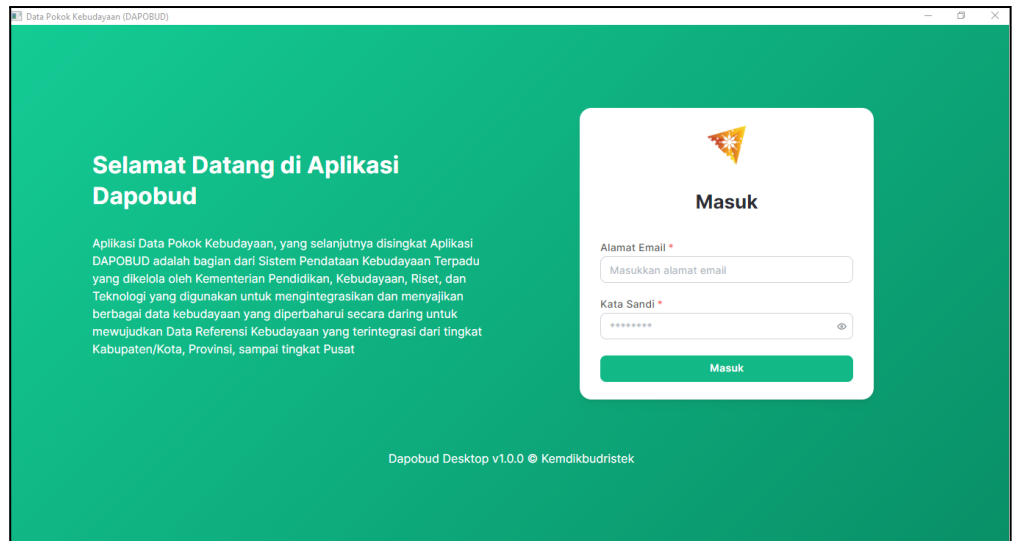 Data Pokok Kebudayaan (DAPOBUD)
Selamat Datang di Aplikasi
Dapobud
Aplikasi Data Pokok Kebudayaan, yang selanjutnya disingkat Aplikasi
DAPOBUD adalah bagian dari Sistem Pendataan Kebudayaan Terpadu
yang dikelola oleh Kementerian Pendidikan, Kebudayaan, Riset, dan
Teknologi yang digunakan untuk mengintegrasikan dan menyajikan
berbagai data kebudayaan yang diperbaharui secara daring untuk
mewujudkan Data Referensi Kebudayaan yang terintegrasi dari tingkat
Kabupaten/Kota, Provinsi, sampai tingkat Pusat
Masuk
Alamat Email *
Masukkan alamat email
Kata Sandi *
********
Masuk
Dapobud Desktop v1.0.0 © Kemdikbudristek